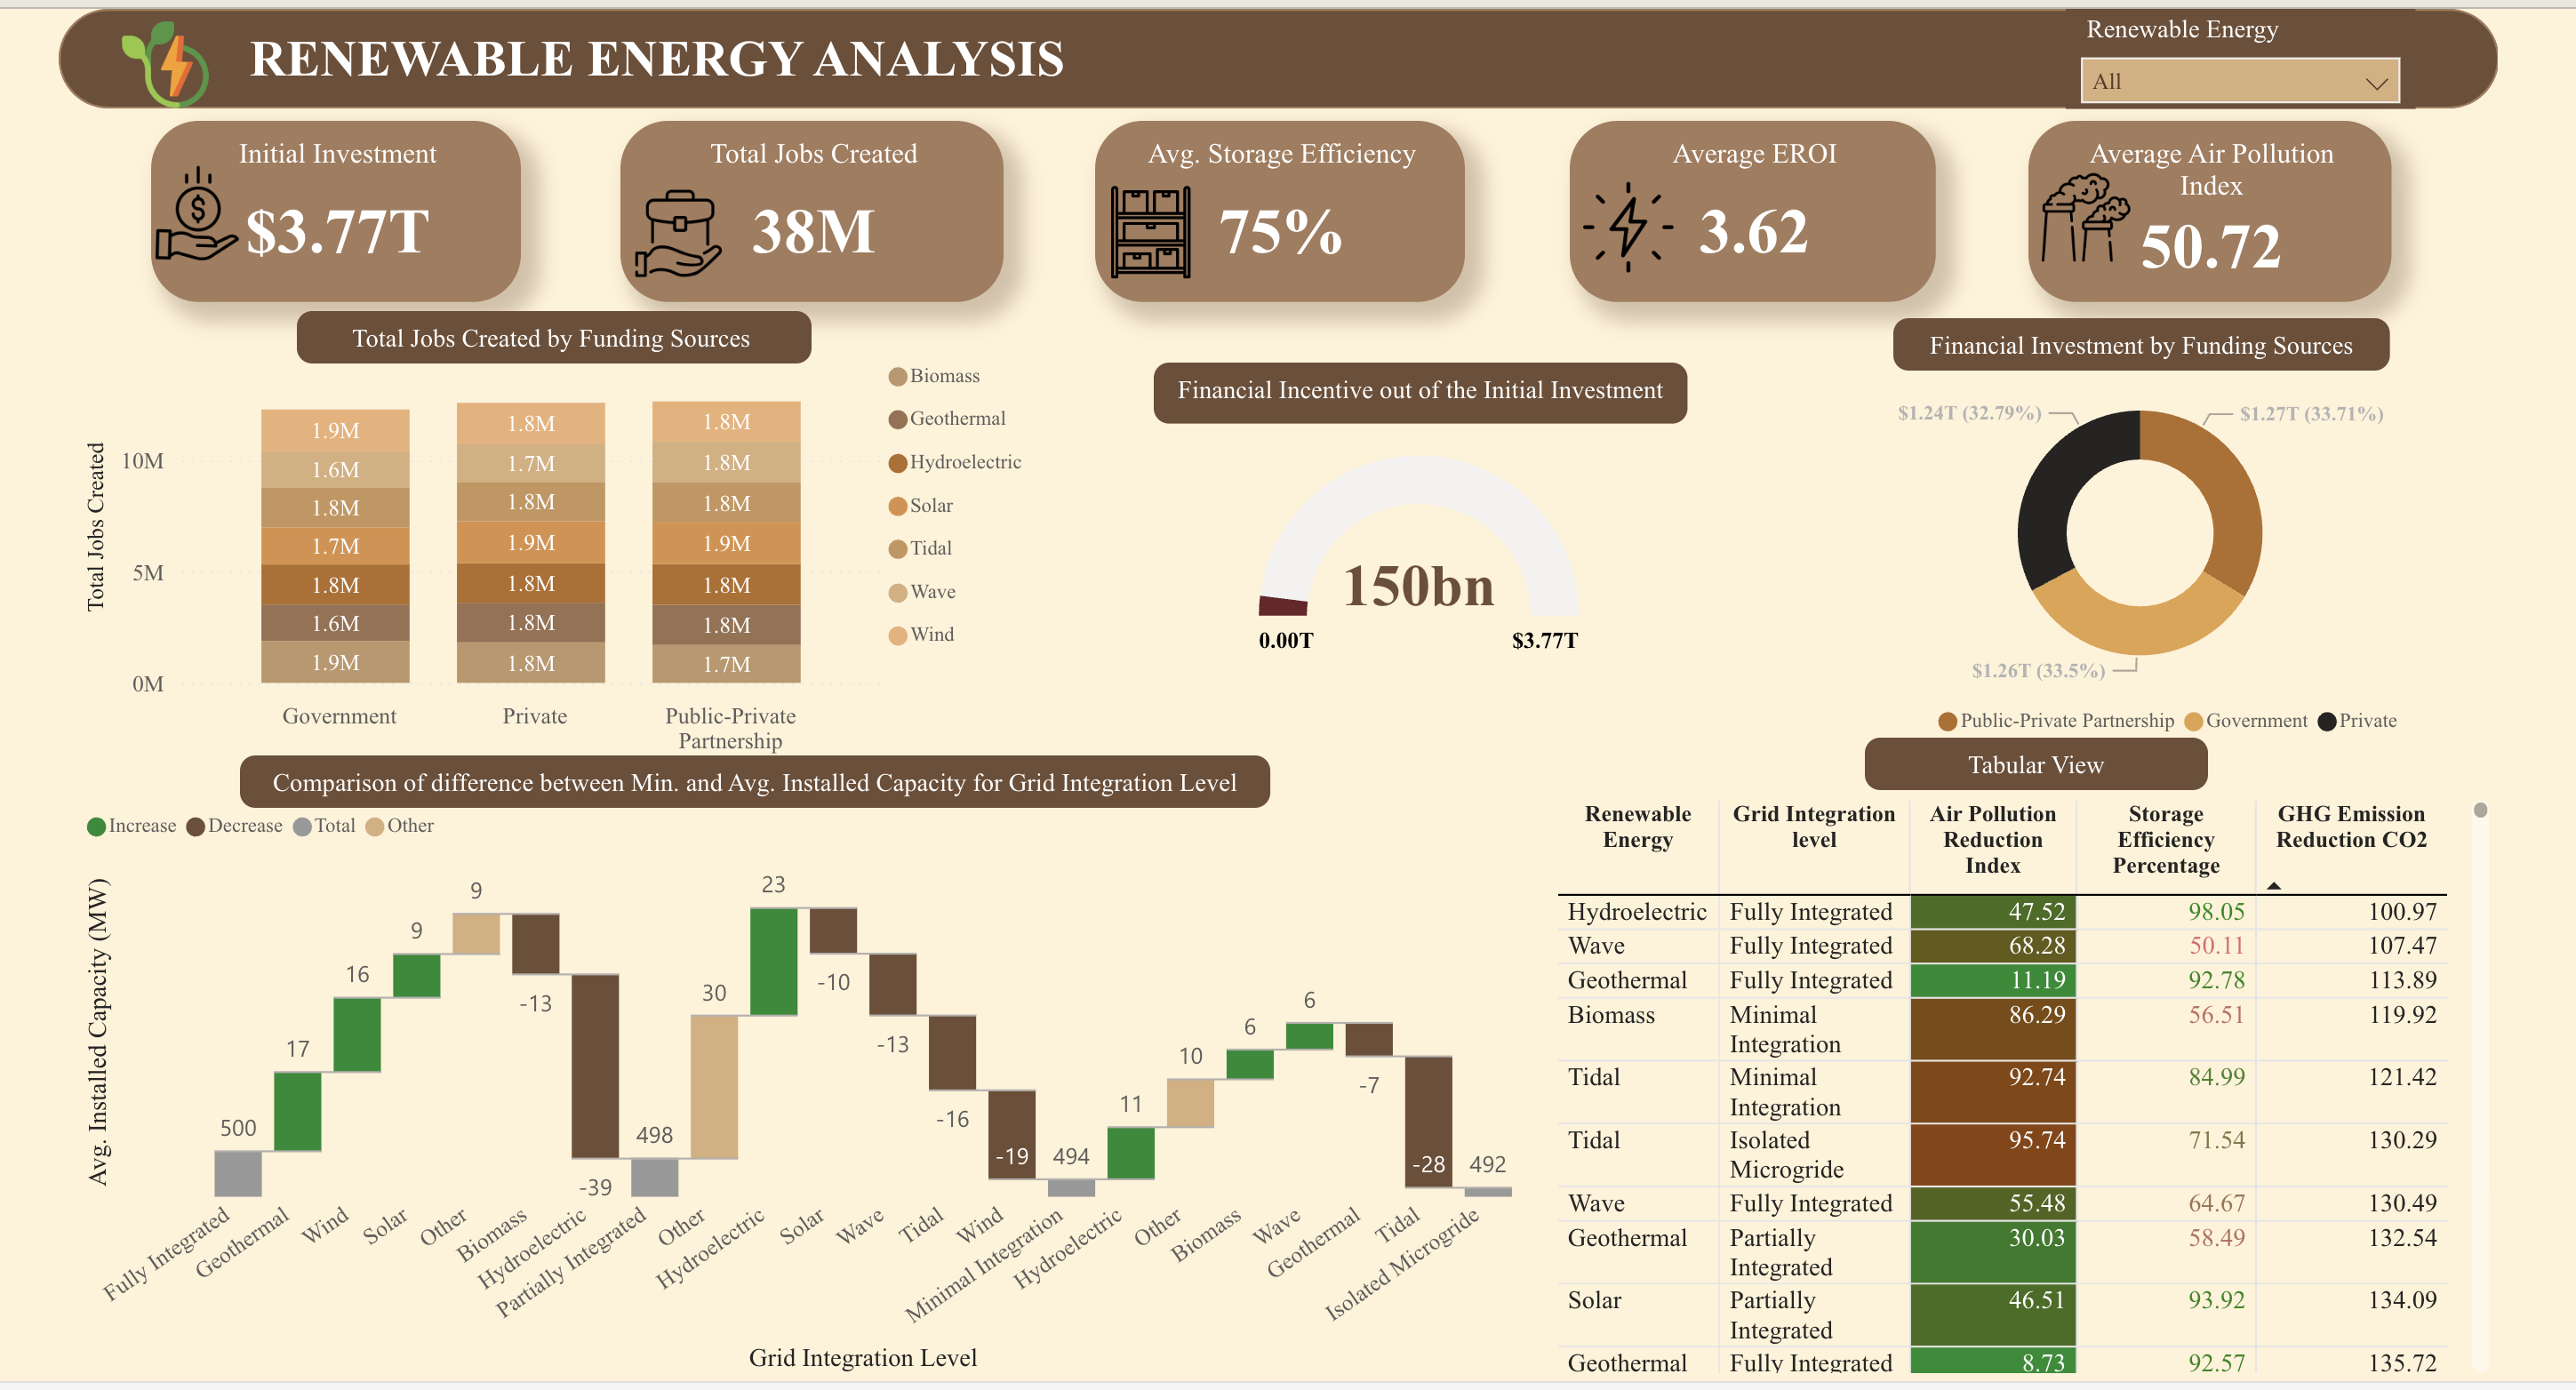 RENEWABLE ENERGY ANALYSIS
Renewable Energy
All
Initial Investment
$3.77T
Total Jobs Created
38M
Avg. Storage Efficiency
75%
Average EROI
3.62
Average Air Pollution
Index
50.72
Total Jobs Created by Funding Sources
Total Jobs Created
10M
5M
0M
1.9M
1.6M
1.8M
1.7M
1.8M
1.6M
1.9M
1.8M
1.7M
1.8M
1.9M
1.8M
1.8M
1.8M
1.8M
1.8M
1.8M
1.9M
1.8M
1.8M
1.7M
Government
Private
Public-Private
Partnership
Biomass
Geothermal
Hydroelectric
Solar
Tidal
Wave
Wind
Financial Incentive out of the Initial Investment
150bn
0.00T
$3.77T
Financial Investment by Funding Sources
$1.24T (32.79%)
$1.27T (33.71%)
$1.26T (33.5%)
Public-Private Partnership Government Private
Comparison of difference between Min. and Avg. Installed Capacity for Grid Integration Level
Increase Decrease Total Other
Avg. Installed Capacity (MW)
500
17
16
9
9
-13
-39
498
30
23
-10
-13
-16
-19
494
11
10
6
6
-7
-28
492
Fully Integrated
Geothermal
Wind
Solar
Other
Biomass
Hydroelectric
Partially Integrated
Other
Hydroelectric
Solar
Wave
Tidal
Wind
Minimal Integration
Hydroelectric
Other
Biomass
Wave
Geothermal
Tidal
Isolated Microgride
Grid Integration Level
Tabular View
Renewable
Energy
Grid Integration
level
Air Pollution
Reduction
Index
Storage
Efficiency
Percentage
GHG Emission
Reduction CO2
Hydroelectric Fully Integrated 47.52 98.05 100.97
Wave Fully Integrated 68.28 50.11 107.47
Geothermal Fully Integrated 11.19 92.78 113.89
Biomass Minimal 86.29 56.51 119.92
Integration
Tidal Minimal 92.74 84.99 121.42
Integration
Tidal Isolated 95.74 71.54 130.29
Microgride
Wave Fully Integrated 55.48 64.67 130.49
Geothermal Partially 30.03 58.49 132.54
Integrated
Solar Partially 46.51 93.92 134.09
Integrated
Geothermal Fully Integrated 8.73 92.57 135.72